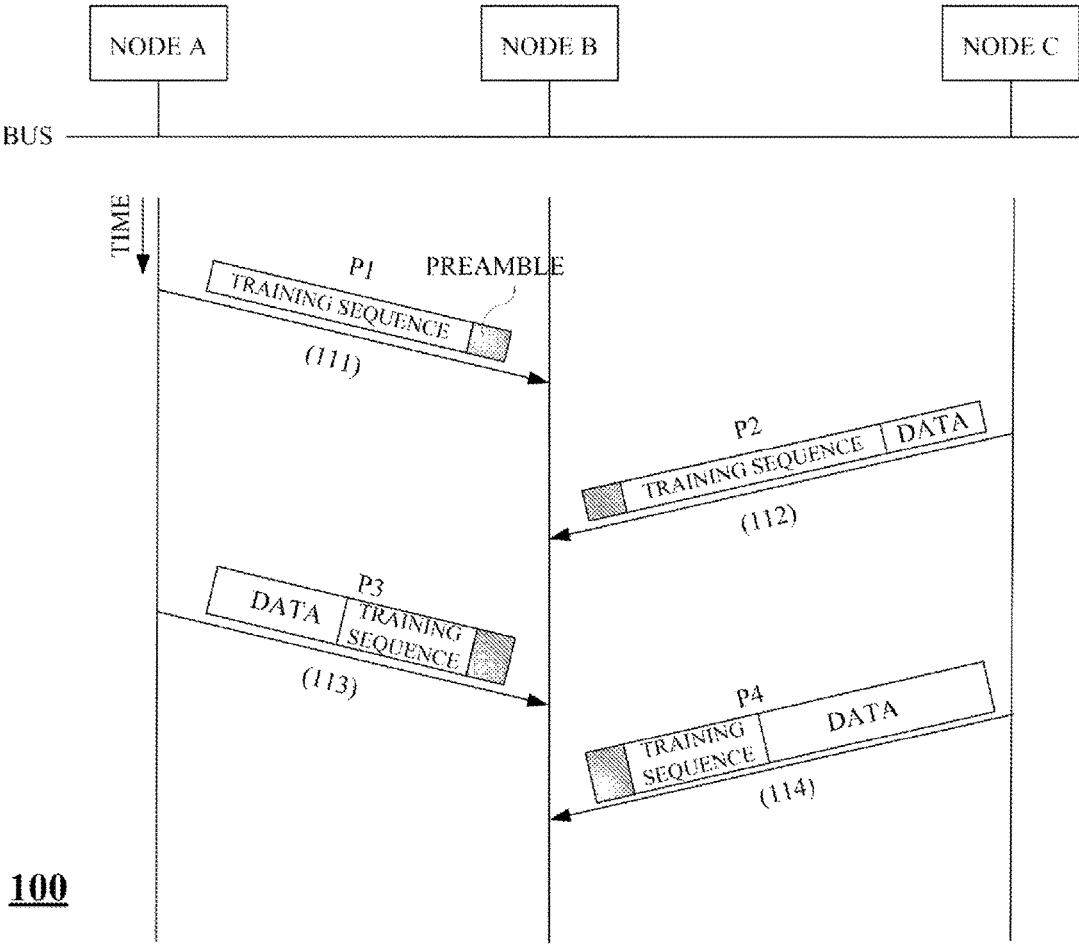 NODE A
NODE B
NODE C
BUS
TIME
P1
PREAMBLE
TRAINING SEQUENCE
(111)
P2
TRAINING SEQUENCE
DATA
(112)
P3
DATA
TRAINING
SEQUENCE
(113)
P4
TRAINING
SEQUENCE
DATA
(114)
100